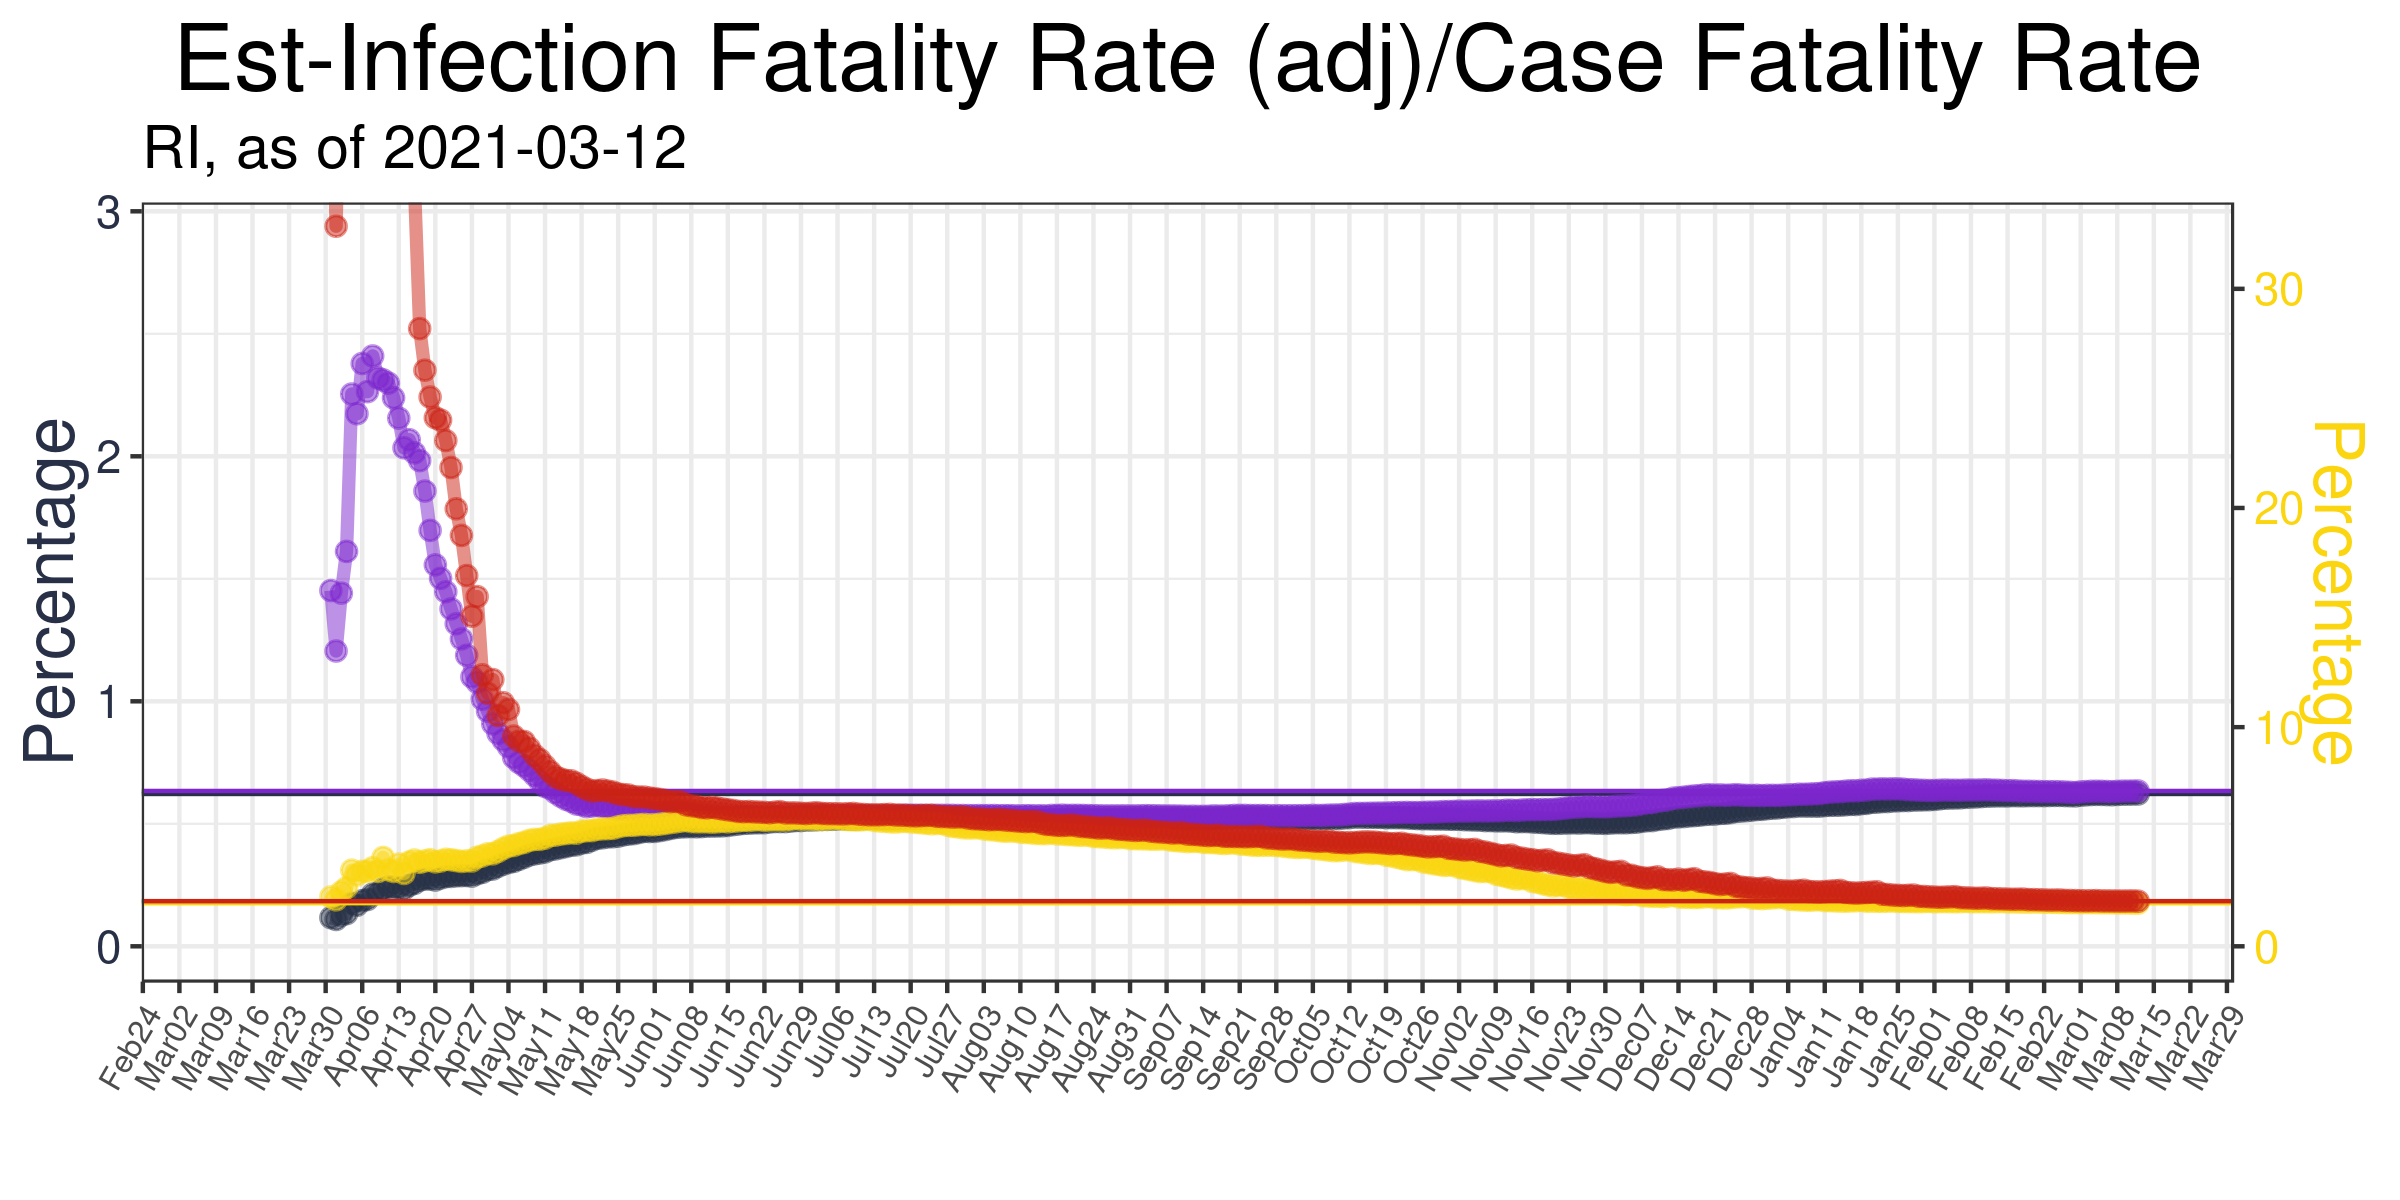 Est-Infection Fatality Rate (adj)/Case Fatality Rate
RI, as of 2021-03-12
Percentage
3
2
1
0
30
20
10
0
Percentage
Feb24
Mar02
Mar09
Mar16
Mar23
Mar30
Apr06
Apr13
Apr20
Apr27
May04
May11
May18
May25
Jun01
Jun08
Jun15
Jun22
Jun29
Jul06
Jul13
Jul20
Jul27
Aug03
Aug10
Aug17
Aug24
Aug31
Sep07
Sep14
Sep21
Sep28
Oct05
Oct12
Oct19
Oct26
Nov02
Nov09
Nov16
Nov23
Nov30
Dec07
Dec14
Dec21
Dec28
Jan04
Jan11
Jan18
Jan25
Feb01
Feb08
Feb15
Feb22
Mar01
Mar08
Mar15
Mar22
Mar29